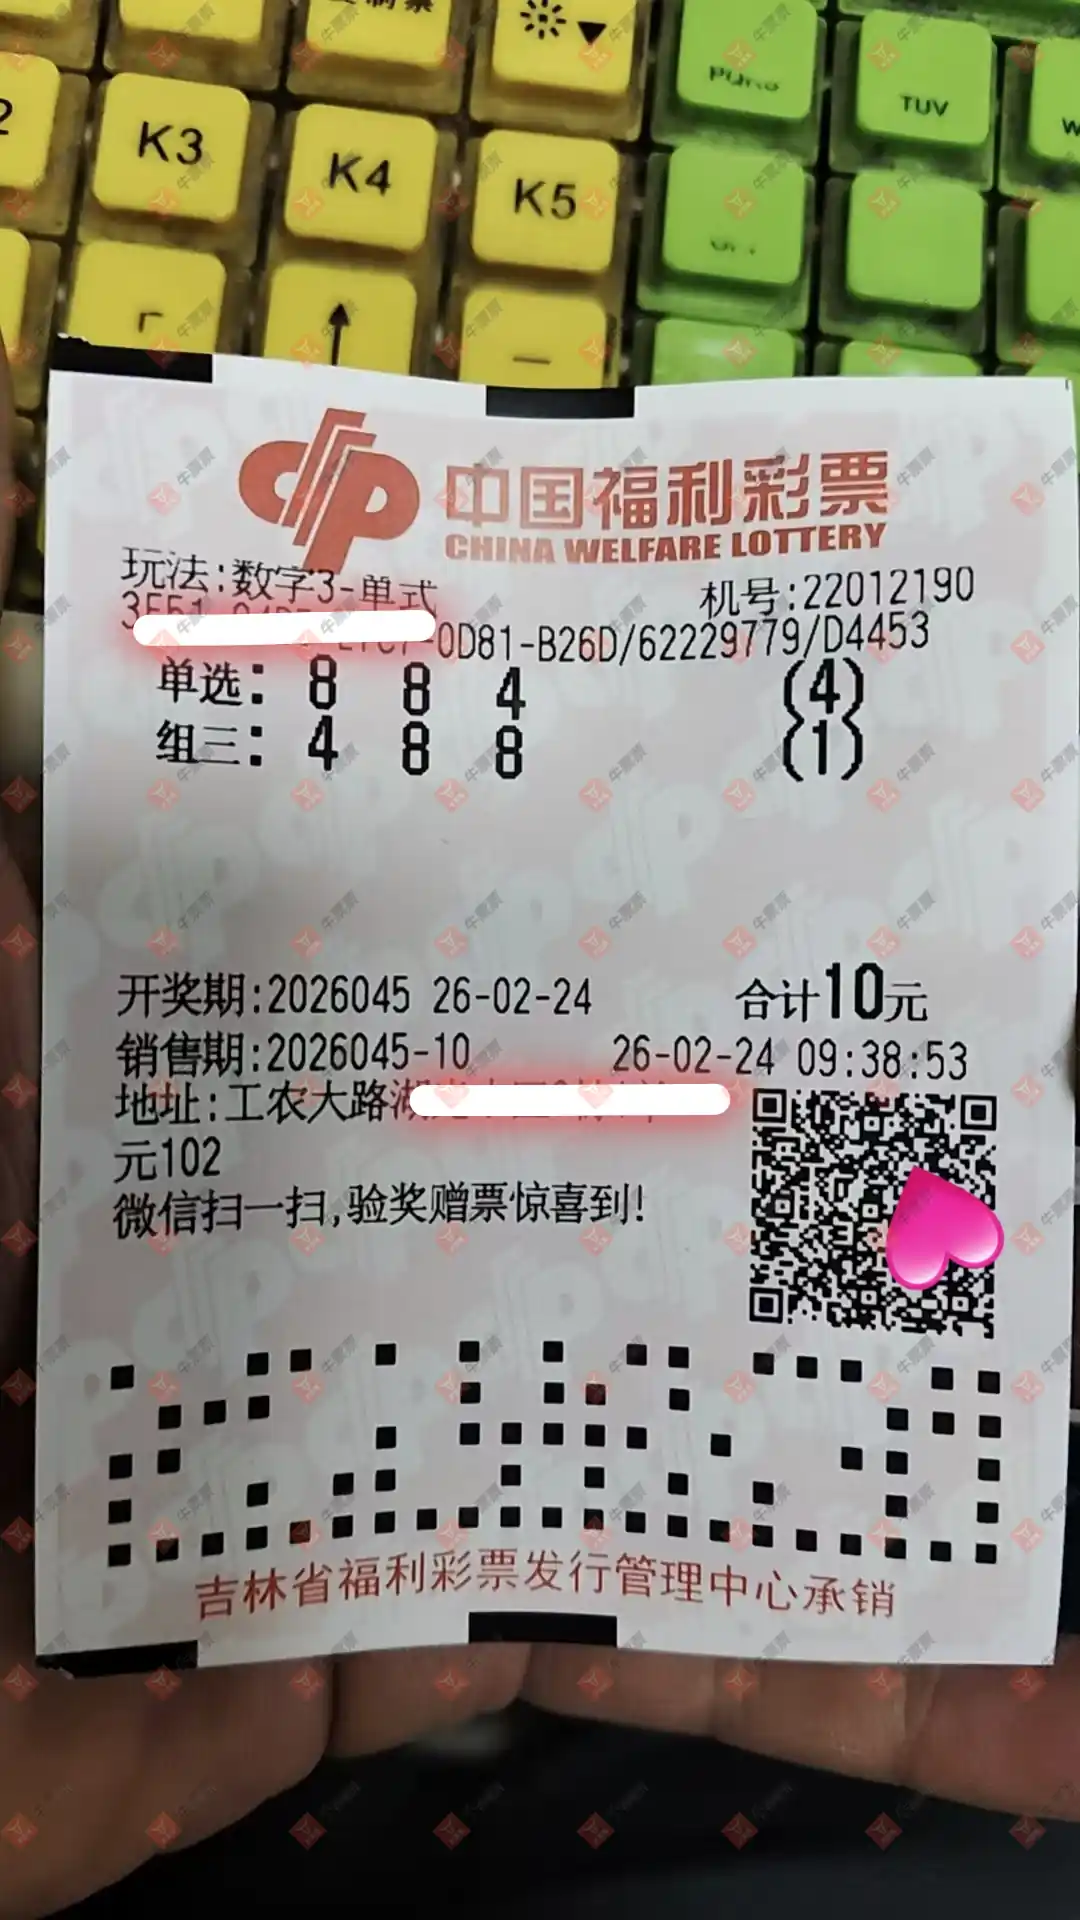 K3
K4
K5
TUV
中国福利彩票
CHINA WELFARE LOTTERY
玩法:数字3-单式
机号:22012190
-0D81-B26D/62229779/D4453
单选: 8 8 4 (4)
组三: 4 8 8 (1)
开奖期:2026045 26-02-24 合计10元
销售期:2026045-10 26-02-24 09:38:53
地址:工农大路湖
元102
微信扫一扫,验奖赠票惊喜到!
吉林省福利彩票发行管理中心承销
牛票票